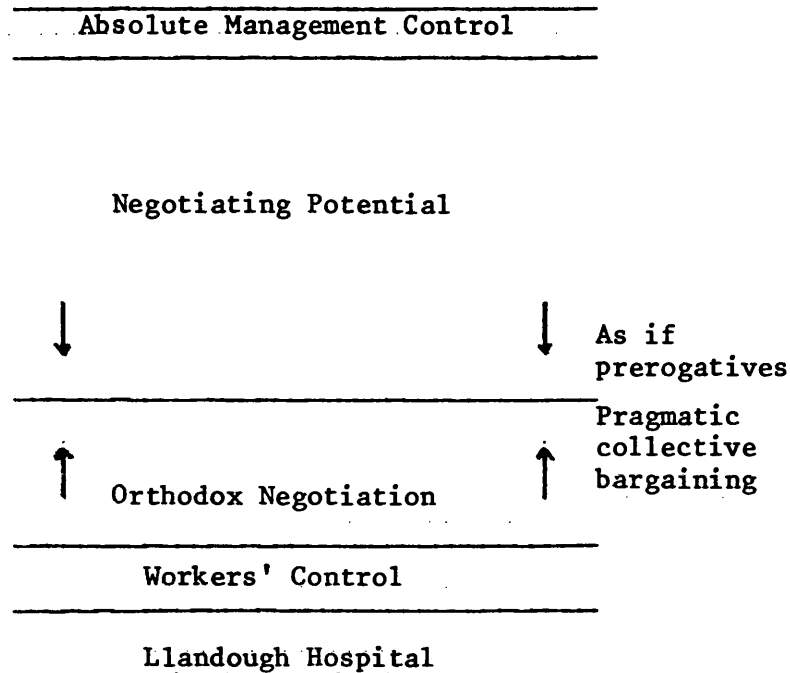 Absolute Management Control
Negotiating Potential
As if
prerogatives
Pragmatic
collective
bargaining
Orthodox Negotiation
Workers' Control
Llandough Hospital